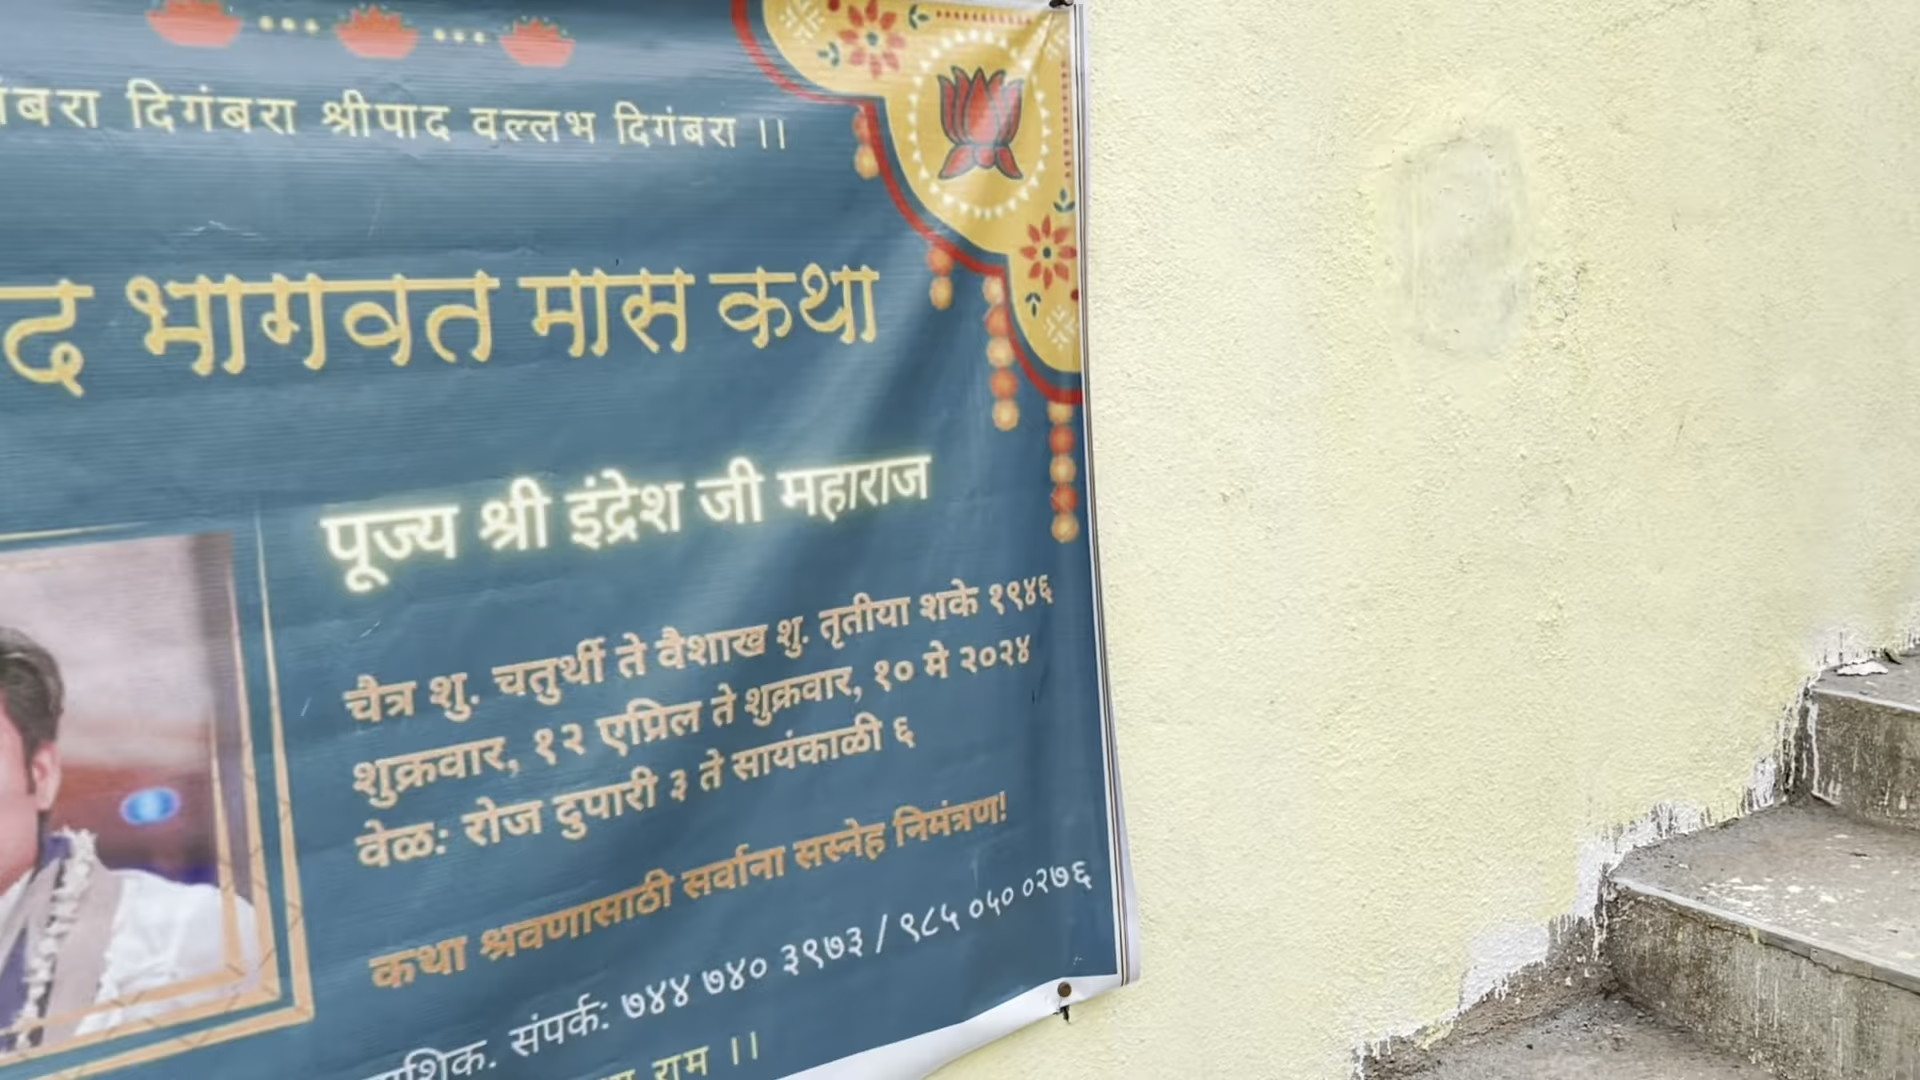 दिगंबरा श्रीपाद वल्लभ दिगंबरा ।।
भागवत मास कथा
पूज्य श्री इंद्रेश जी महाराज
चैत्र शु. चतुर्थी ते वैशाख शु. तृतीया शके १९४६
शुक्रवार, १२ एप्रिल ते शुक्रवार, १० मे २०२४
वेळ: रोज दुपारी ३ ते सायंकाळी ६
कथा श्रवणासाठी सर्वाना सस्नेह निमंत्रण!
संपर्क: ७४४ ७४० ३९७३ / ९८५ ०५० ०२७६
राम ।।